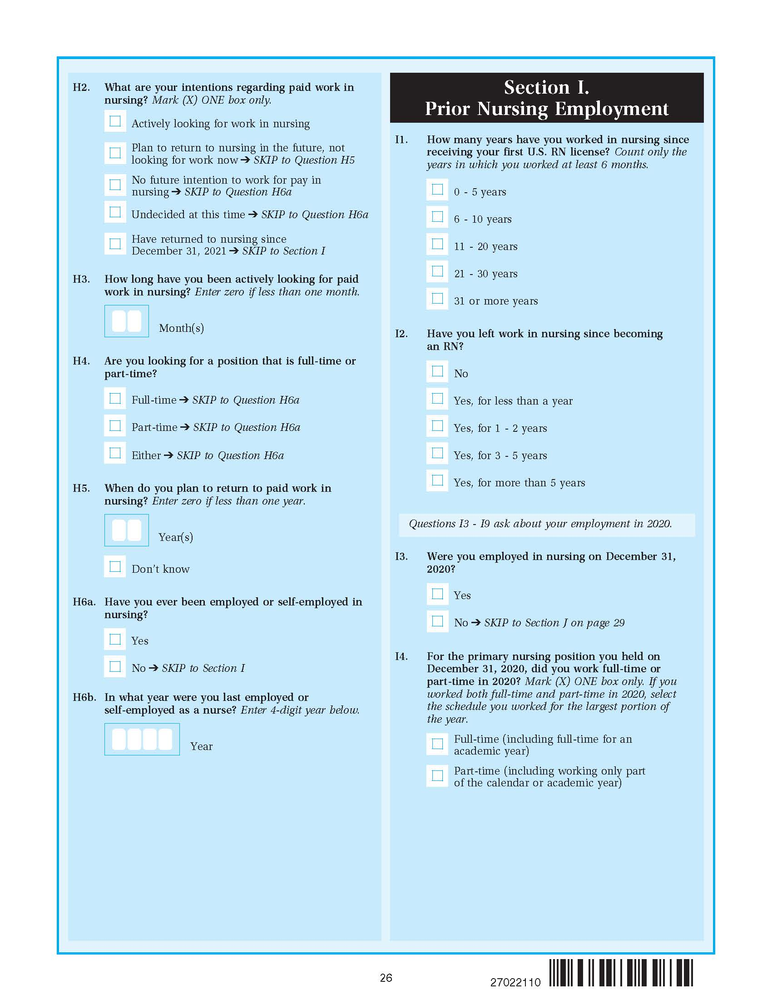 H2. What are your intentions regarding paid work in
nursing? Mark (X) ONE box only.
Actively looking for work in nursing
Plan to return to nursing in the future, not
looking for work now ➔ SKIP to Question H5
No future intention to work for pay in
nursing ➔ SKIP to Question H6a
Undecided at this time ➔ SKIP to Question H6a
Have returned to nursing since
December 31, 2021 ➔ SKIP to Section I
H3. How long have you been actively looking for paid
work in nursing? Enter zero if less than one month.
Month(s)
H4. Are you looking for a position that is full-time or
part-time?
Full-time ➔ SKIP to Question H6a
Part-time ➔ SKIP to Question H6a
Either ➔ SKIP to Question H6a
H5. When do you plan to return to paid work in
nursing? Enter zero if less than one year.
Year(s)
Don’t know
H6a. Have you ever been employed or self-employed in
nursing?
Yes
No ➔ SKIP to Section I
H6b. In what year were you last employed or
self-employed as a nurse? Enter 4-digit year below.
Year
Section I.
Prior Nursing Employment
I1. How many years have you worked in nursing since
receiving your first U.S. RN license? Count only the
years in which you worked at least 6 months.
0 - 5 years
6 - 10 years
11 - 20 years
21 - 30 years
31 or more years
I2. Have you left work in nursing since becoming
an RN?
No
Yes, for less than a year
Yes, for 1 - 2 years
Yes, for 3 - 5 years
Yes, for more than 5 years
Questions I3 - I9 ask about your employment in 2020.
I3. Were you employed in nursing on December 31,
2020?
Yes
No ➔ SKIP to Section J on page 29
I4. For the primary nursing position you held on
December 31, 2020, did you work full-time or
part-time in 2020? Mark (X) ONE box only. If you
worked both full-time and part-time in 2020, select
the schedule you worked for the largest portion of
the year.
Full-time (including full-time for an
academic year)
Part-time (including working only part
of the calendar or academic year)
26
27022110